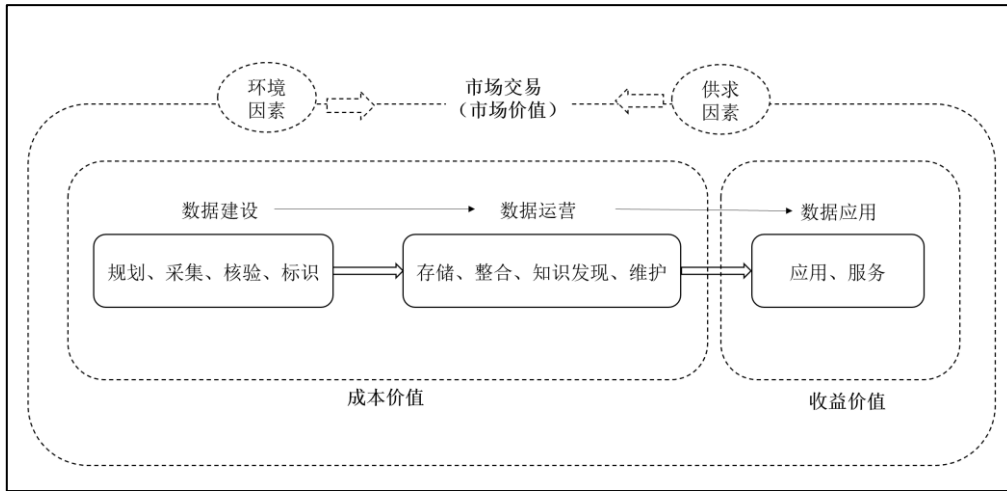 环境
因素
市场交易
（市场价值）
供求
因素
数据建设
数据运营
数据应用
规划、采集、核验、标识
存储、整合、知识发现、维护
应用、服务
成本价值
收益价值